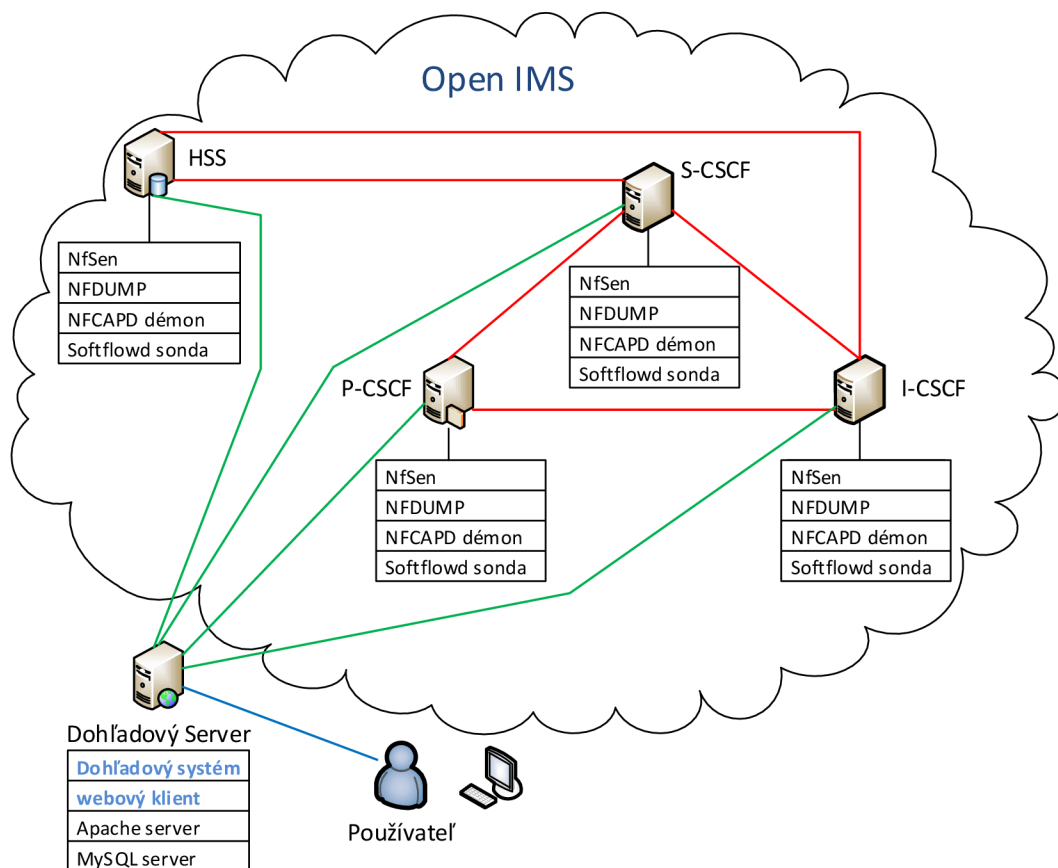 Open IMS
HSS
S-CSCF
NfSen
NFDUMP
NFCAPD démon
Softflowd sonda
NfSen
NFDUMP
NFCAPD démon
Softflowd sonda
P-CSCF
I-CSCF
NfSen
NFDUMP
NFCAPD démon
Softflowd sonda
NfSen
NFDUMP
NFCAPD démon
Softflowd sonda
Dohľadový Server
Dohľadový systém
webový klient
Apache server
MySQL server
Používateľ